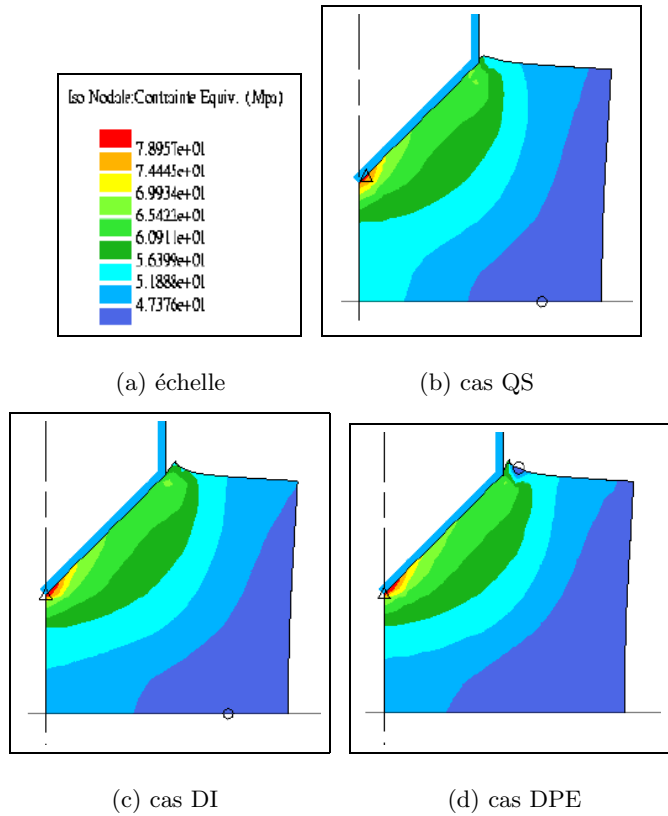 Iso Nodale:Contrainte Equiv. (Mpa)
7.8957e+01
7.4445e+01
6.9934e+01
6.5422e+01
6.0911e+01
5.6399e+01
5.1888e+01
4.7376e+01
(a) échelle
(b) cas QS
(c) cas DI
(d) cas DPE